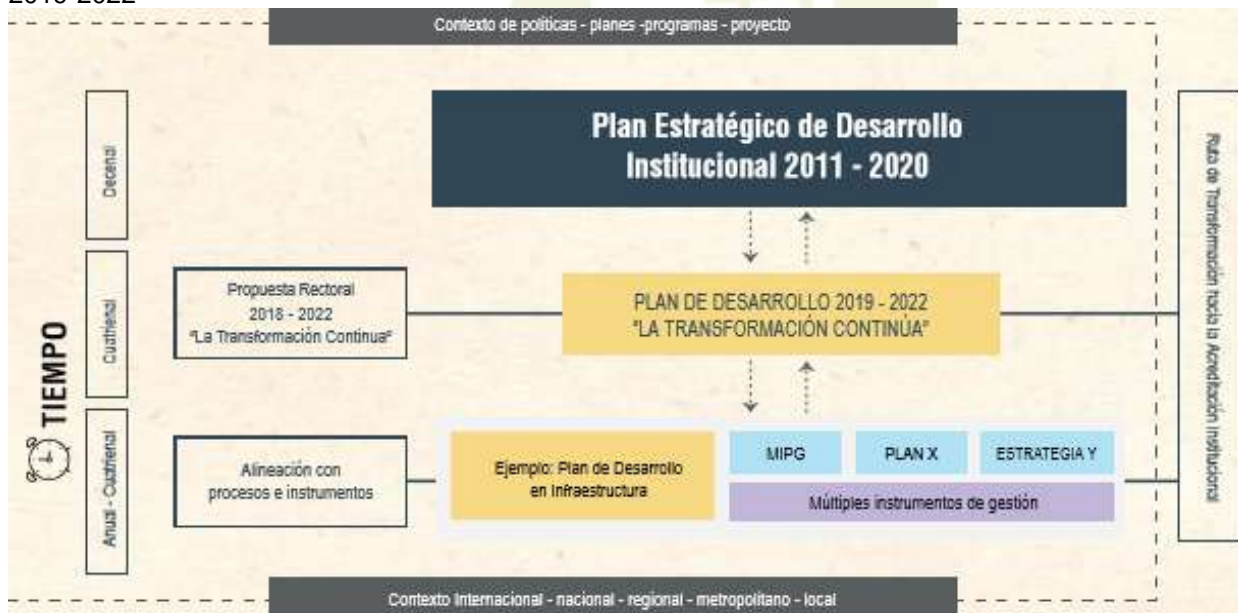 Contexto de políticas - planes -programas - proyecto
Plan Estratégico de Desarrollo
Institucional 2011 - 2020
Decenal
Propuesta Rectoral
2018 - 2022
"La Transformación Continua"
PLAN DE DESARROLLO 2019 - 2022
"LA TRANSFORMACIÓN CONTINÚA"
Cuatrienal
TIEMPO
Alineación con
procesos e instrumentos
Ejemplo: Plan de Desarrollo
en Infraestructura
MIPG
PLAN X
ESTRATEGIA Y
Múltiples instrumentos de gestión
Anual - Cuatrienal
Ruta de Transformación hacia la Acreditación Institucional
Contexto Internacional - nacional - regional - metropolitano - local